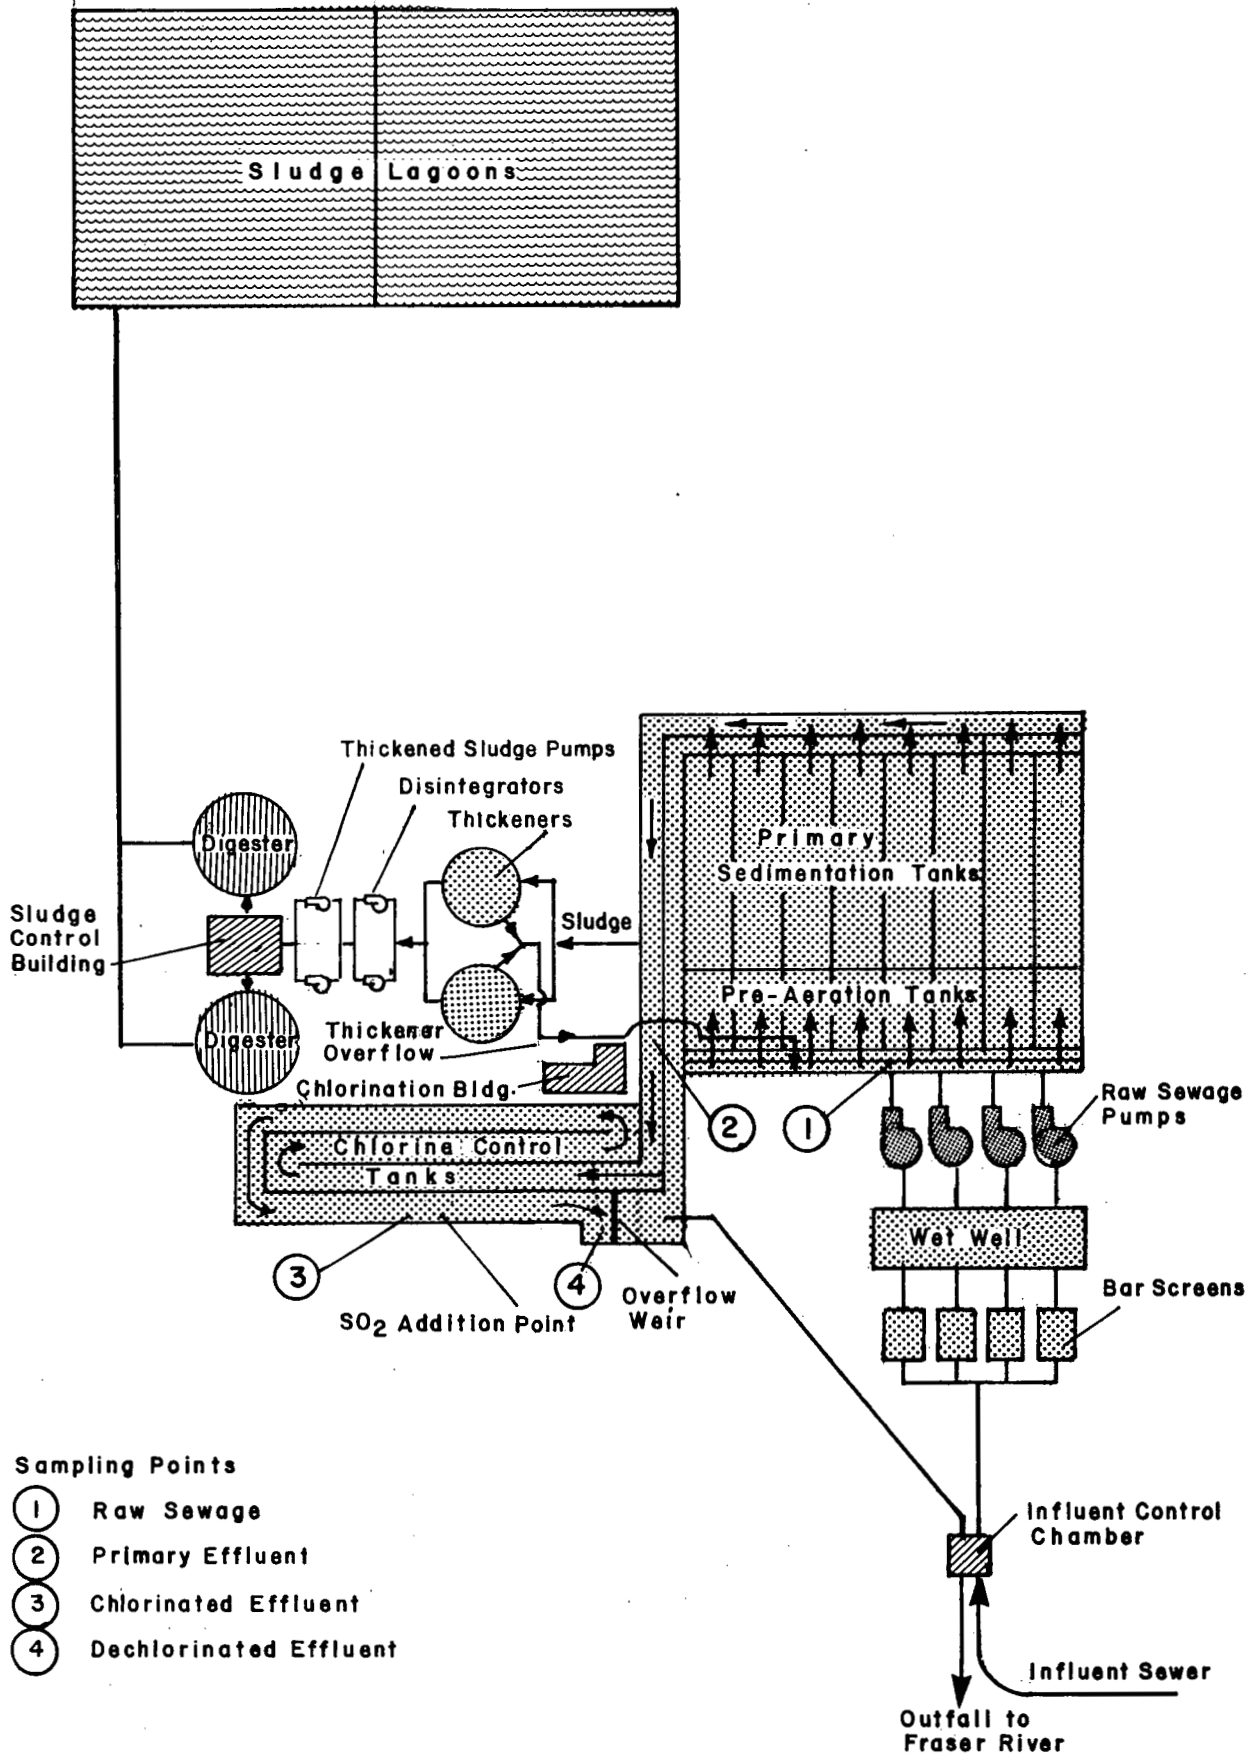 Sludge Lagoons
Thickened Sludge Pumps
Disintegrators
Thickeners
Digester
Sludge
Control
Building
Sludge
Primary
Sedimentation Tanks
Pre-Aeration Tanks
Digester
Thickener
Overflow
Chlorination Bldg.
Raw Sewage
Pumps
2
1
Chlorine Control
Tanks
Wet Well
3
4
Overflow
Weir
SO2 Addition Point
Bar Screens
Sampling Points
1 Raw Sewage
2 Primary Effluent
3 Chlorinated Effluent
4 Dechlorinated Effluent
Influent Control
Chamber
Influent Sewer
Outfall to
Fraser River